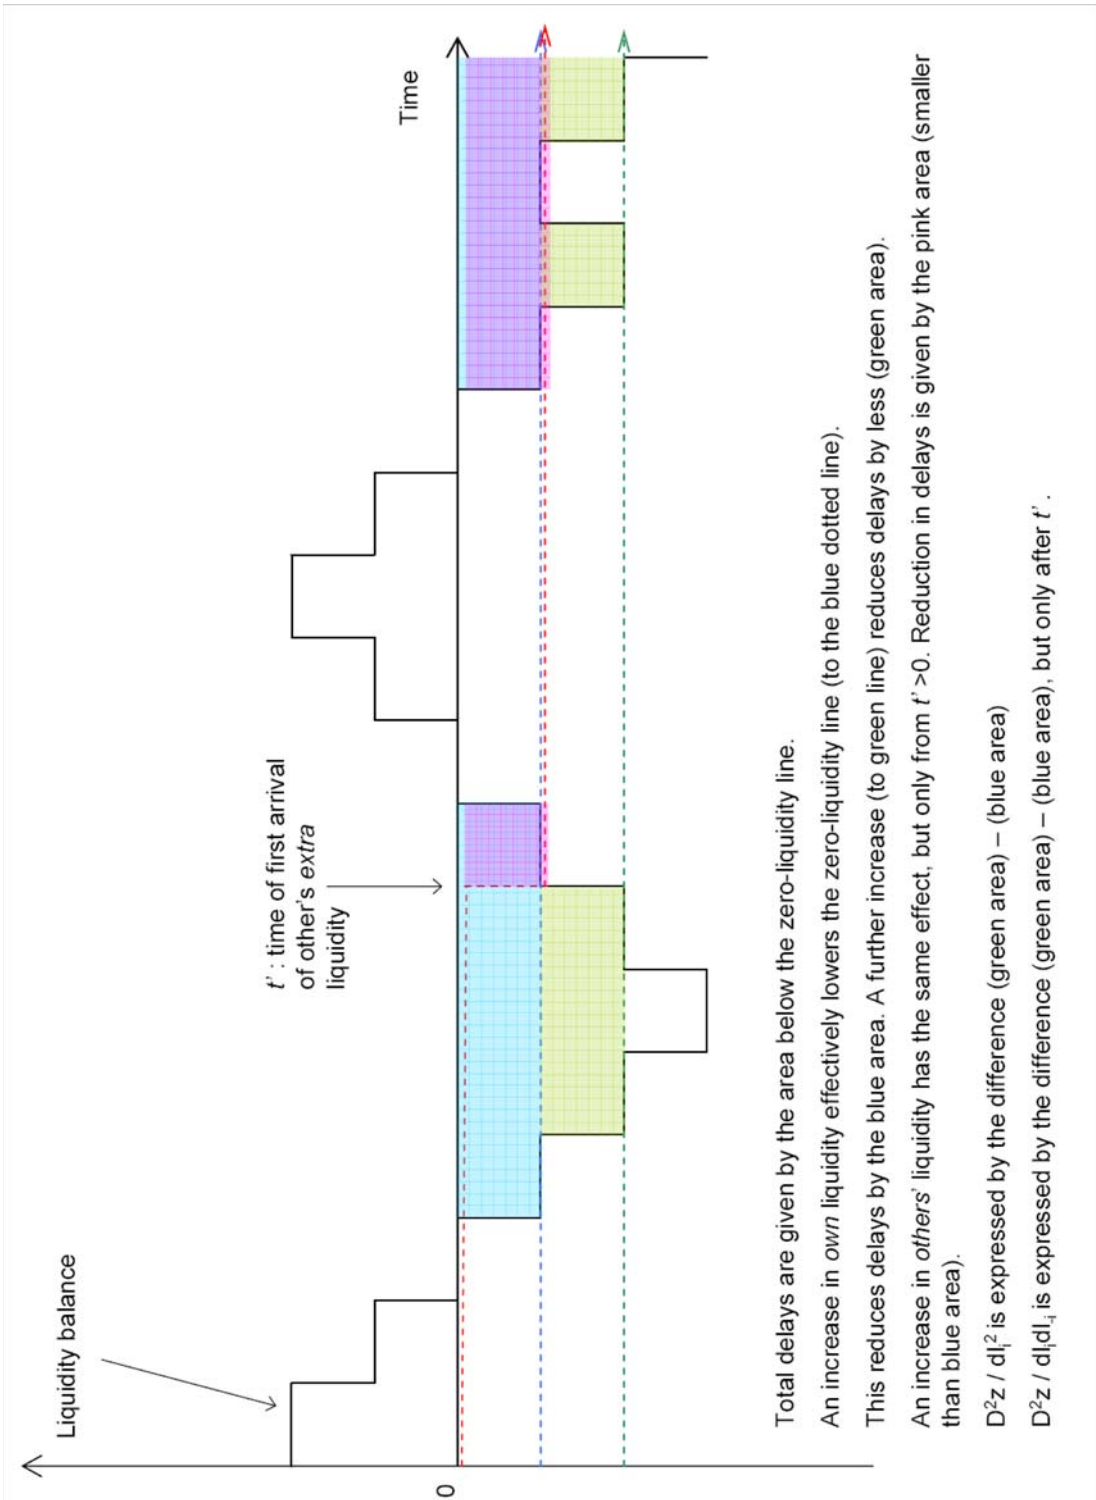 Liquidity balance
t’ : time of first arrival
of other’s extra
liquidity
Time
0
Total delays are given by the area below the zero-liquidity line.
An increase in own liquidity effectively lowers the zero-liquidity line (to the blue dotted line).
This reduces delays by the blue area. A further increase (to green line) reduces delays by less (green area).
An increase in others’ liquidity has the same effect, but only from t’ >0. Reduction in delays is given by the pink area (smaller
than blue area).
D²z / dlᵢ² is expressed by the difference (green area) – (blue area)
D²z / dlᵢdl₋ᵢ is expressed by the difference (green area) – (blue area), but only after t’ .